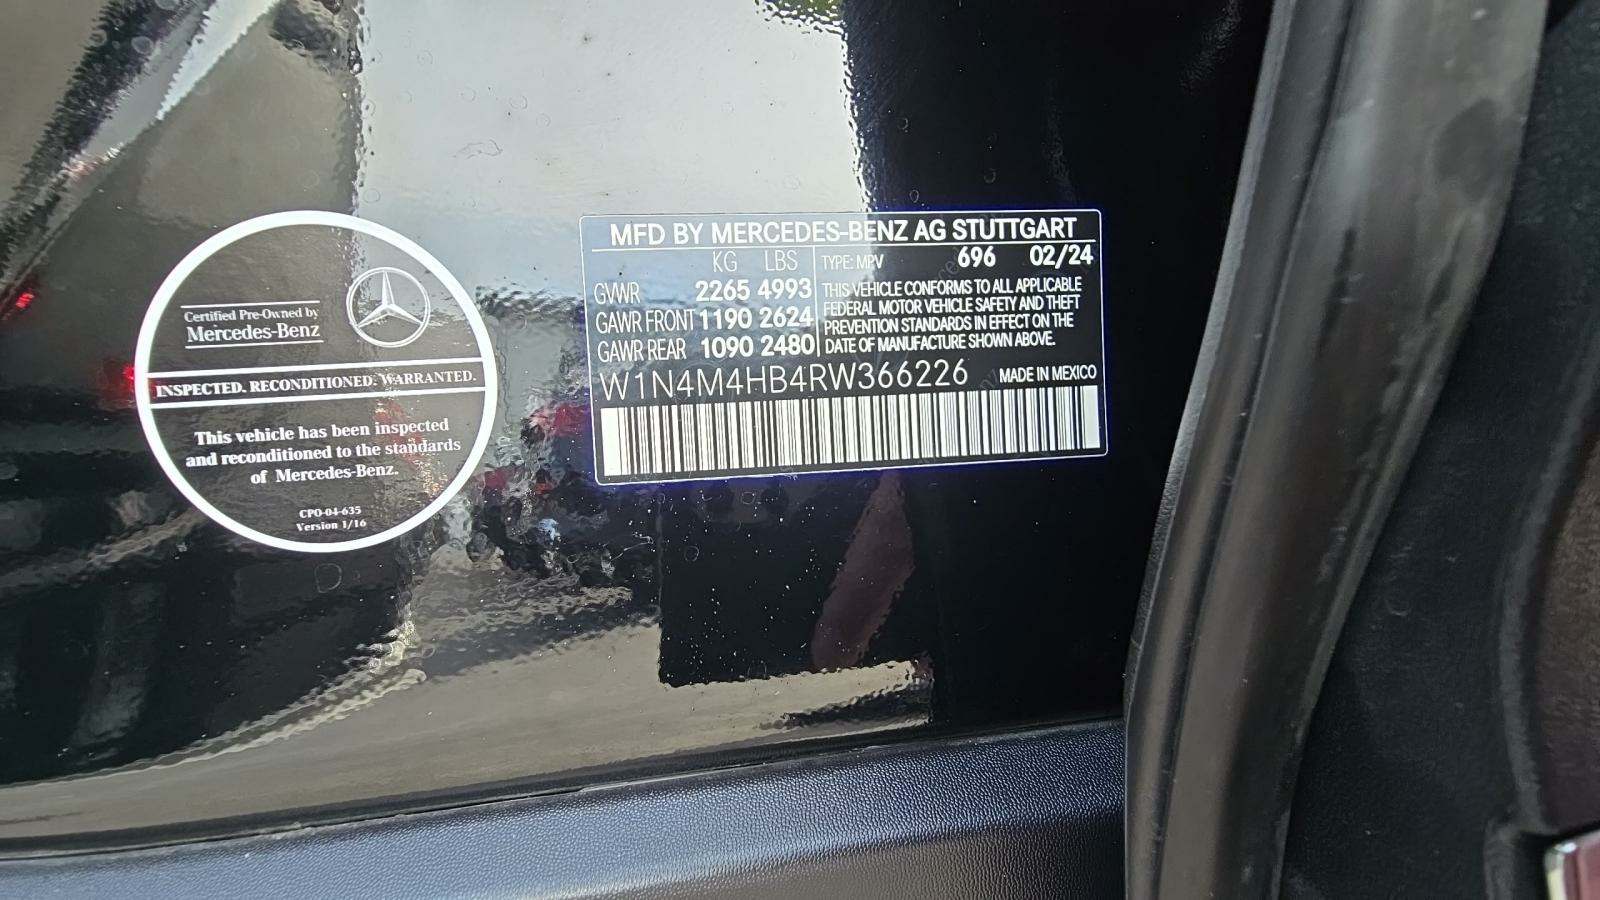 Certified Pre-Owned by
Mercedes-Benz
INSPECTED. RECONDITIONED. WARRANTED.
This vehicle has been inspected
and reconditioned to the standards
of Mercedes-Benz.
CPO-04-635
Version 1/16
MFD BY MERCEDES-BENZ AG STUTTGART
KG LBS
GVWR 2265 4993
GAWR FRONT 1190 2624
GAWR REAR 1090 2480
TYPE: MPV 696 02/24
THIS VEHICLE CONFORMS TO ALL APPLICABLE
FEDERAL MOTOR VEHICLE SAFETY AND THEFT
PREVENTION STANDARDS IN EFFECT ON THE
DATE OF MANUFACTURE SHOWN ABOVE.
W1N4M4HB4RW366226 MADE IN MEXICO